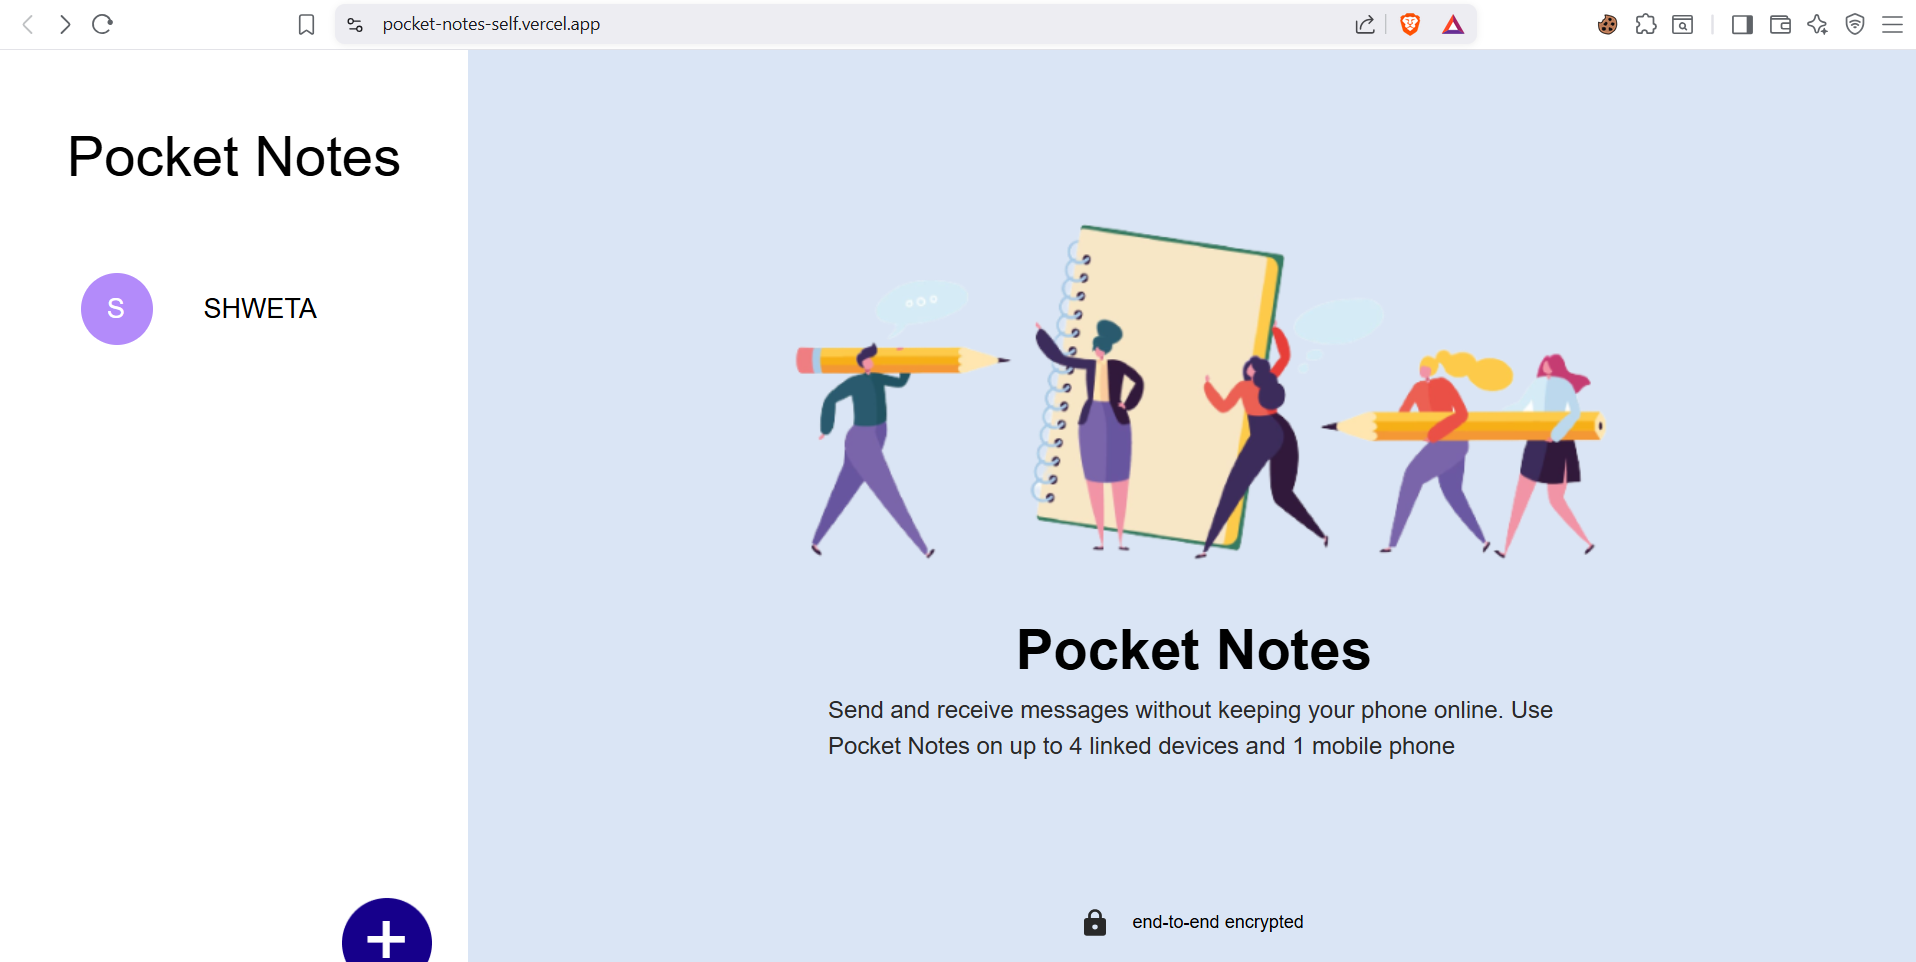 pocket-notes-self.vercel.app
Pocket Notes
S SHWETA
Pocket Notes
Send and receive messages without keeping your phone online. Use
Pocket Notes on up to 4 linked devices and 1 mobile phone
end-to-end encrypted